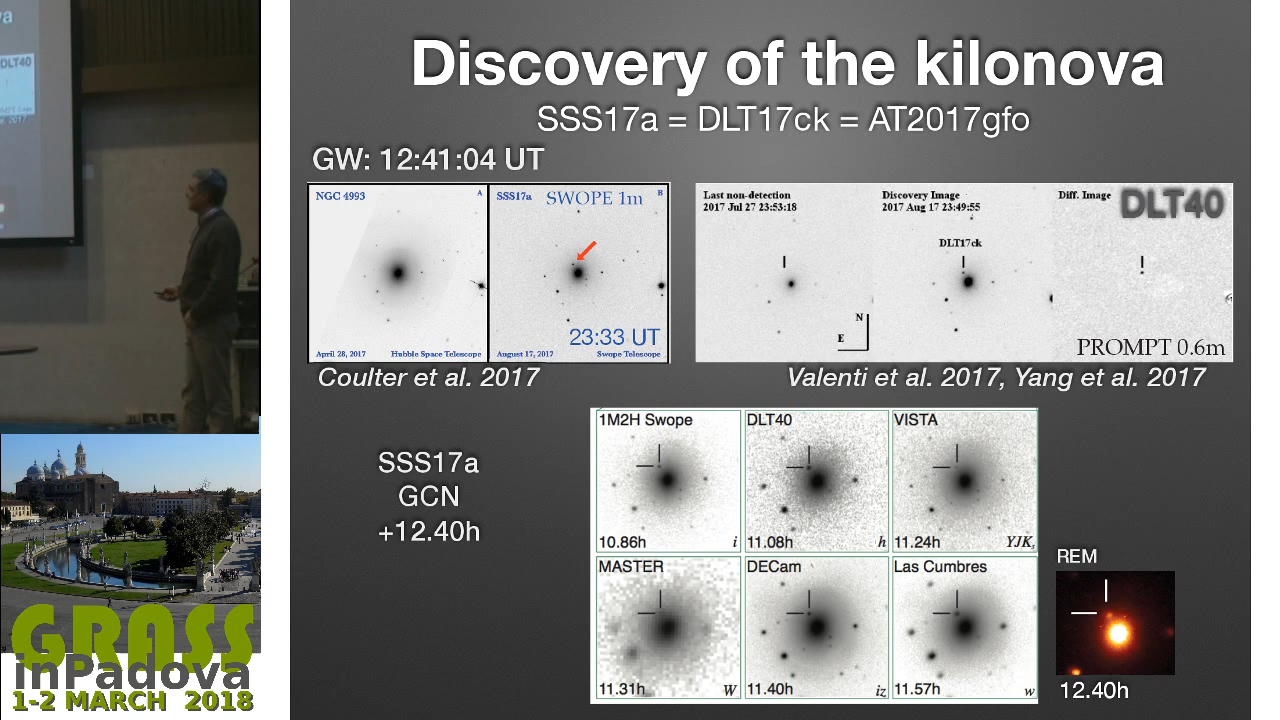 Discovery of the kilonova
SSS17a = DLT17ck = AT2017gfo
GW: 12:41:04 UT
NGC 4993
A
SSS17a
SWOPE 1m
B
23:33 UT
April 28, 2017
Hubble Space Telescope
August 17, 2017
Swope Telescope
Coulter et al. 2017
Last non-detection
2017 Jul 27 23:53:18
Discovery Image
2017 Aug 17 23:49:55
Diff. Image
DLT40
DLT17ck
N
E
PROMPT 0.6m
Valenti et al. 2017, Yang et al. 2017
SSS17a
GCN
+12.40h
1M2H Swope
10.86h
i
DLT40
11.08h
h
VISTA
11.24h
YJKs
MASTER
11.31h
W
DECam
11.40h
iz
Las Cumbres
11.57h
w
REM
12.40h
va
DLT40
GRASS
inPadova
1-2 MARCH 2018